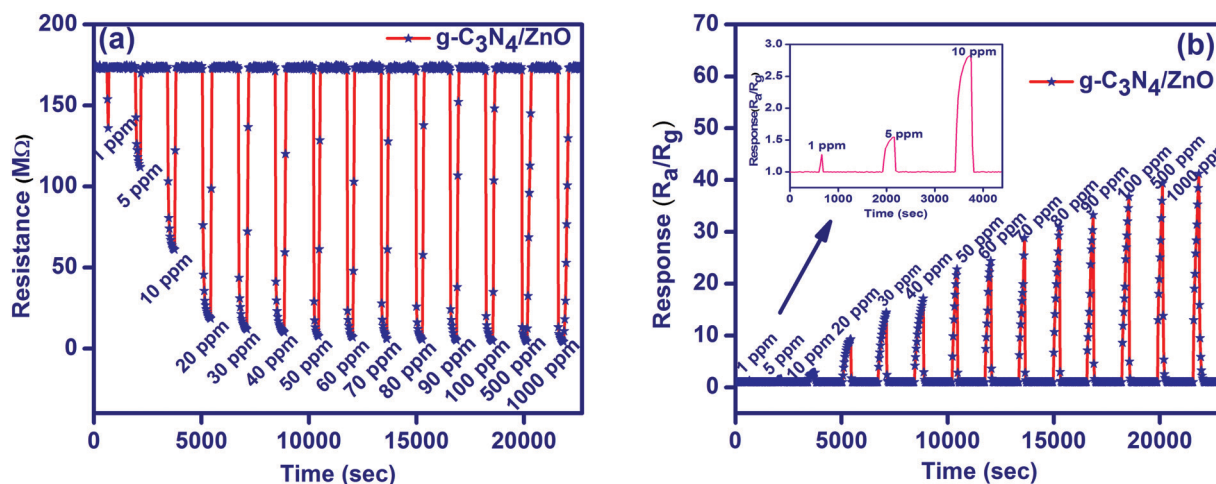 (a)
g-C₃N₄/ZnO
200
150
100
50
0
Resistance (MΩ)
1 ppm
5 ppm
10 ppm
20 ppm
30 ppm
40 ppm
50 ppm
60 ppm
70 ppm
80 ppm
90 ppm
100 ppm
500 ppm
1000 ppm
0 5000 10000 15000 20000
Time (sec)
(b)
g-C₃N₄/ZnO
70
60
50
40
30
20
10
0
Response (Ra/Rg)
3.0
2.5
2.0
1.5
1.0
Response(Ra/Rg)
1 ppm
5 ppm
10 ppm
0 1000 2000 3000 4000
Time (sec)
1 ppm
5 ppm
10 ppm
20 ppm
30 ppm
40 ppm
50 ppm
60 ppm
70 ppm
80 ppm
90 ppm
100 ppm
500 ppm
1000 ppm
0 5000 10000 15000 20000
Time (sec)